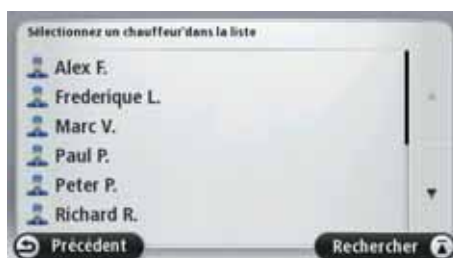 Sélectionnez un chauffeur'dans la liste
Alex F.
Frederique L.
Marc V.
Paul P.
Peter P.
Richard R.
Précédent
Rechercher